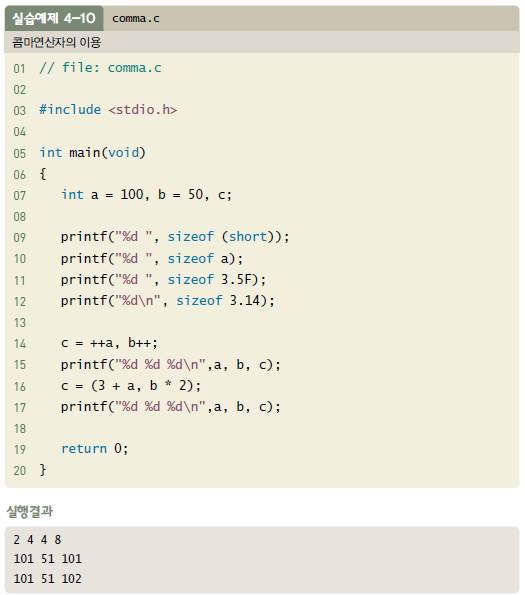 실습예제 4-10 comma.c
콤마연산자의 이용
01 // file: comma.c
02
03 #include <stdio.h>
04
05 int main(void)
06 {
07 int a = 100, b = 50, c;
08
09 printf("%d ", sizeof (short));
10 printf("%d ", sizeof a);
11 printf("%d ", sizeof 3.5F);
12 printf("%d\n", sizeof 3.14);
13
14 c = ++a, b++;
15 printf("%d %d %d\n",a, b, c);
16 c = (3 + a, b * 2);
17 printf("%d %d %d\n",a, b, c);
18
19 return 0;
20 }
실행결과
2 4 4 8
101 51 101
101 51 102